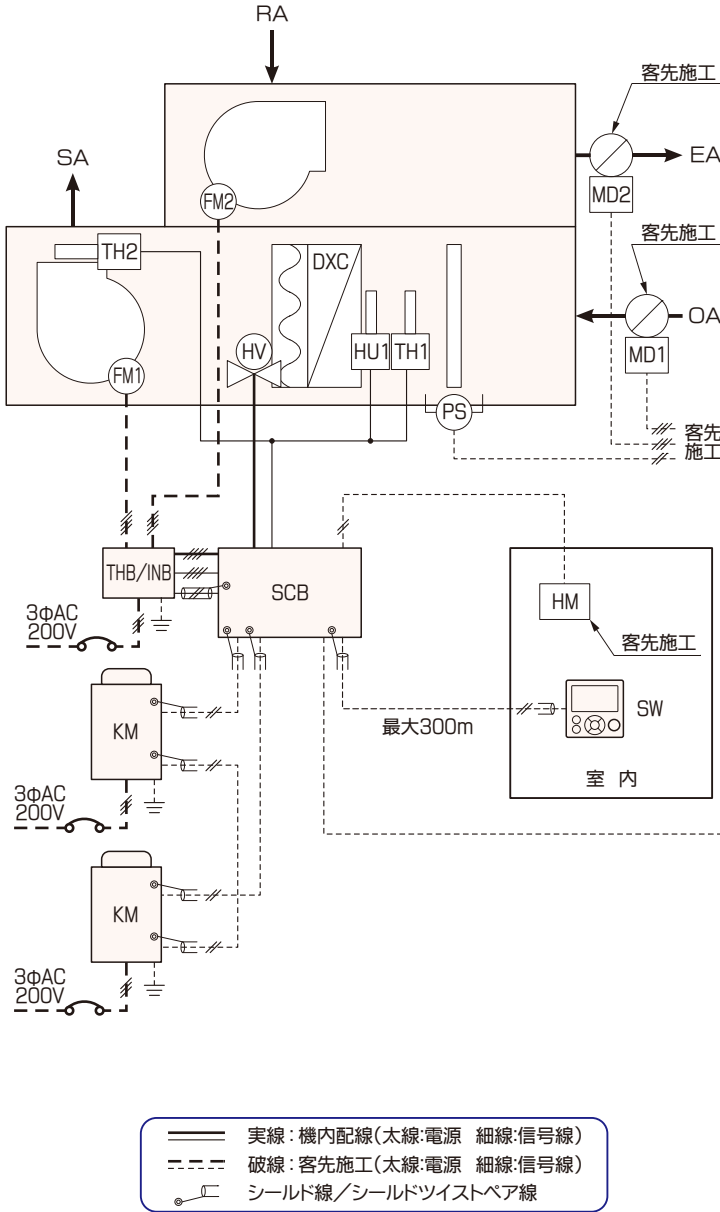 RA
客先施工
SA
EA
FM2
MD2
TH2
DXC
客先施工
OA
HV
HU1
TH1
MD1
FM1
PS
客先
施工
THB/INB
SCB
HM
3φAC
200V
客先施工
KM
SW
最大300m
室 内
3φAC
200V
KM
3φAC
200V
実線:機内配線(太線:電源 細線:信号線)
破線:客先施工(太線:電源 細線:信号線)
シールド線/シールドツイストペア線